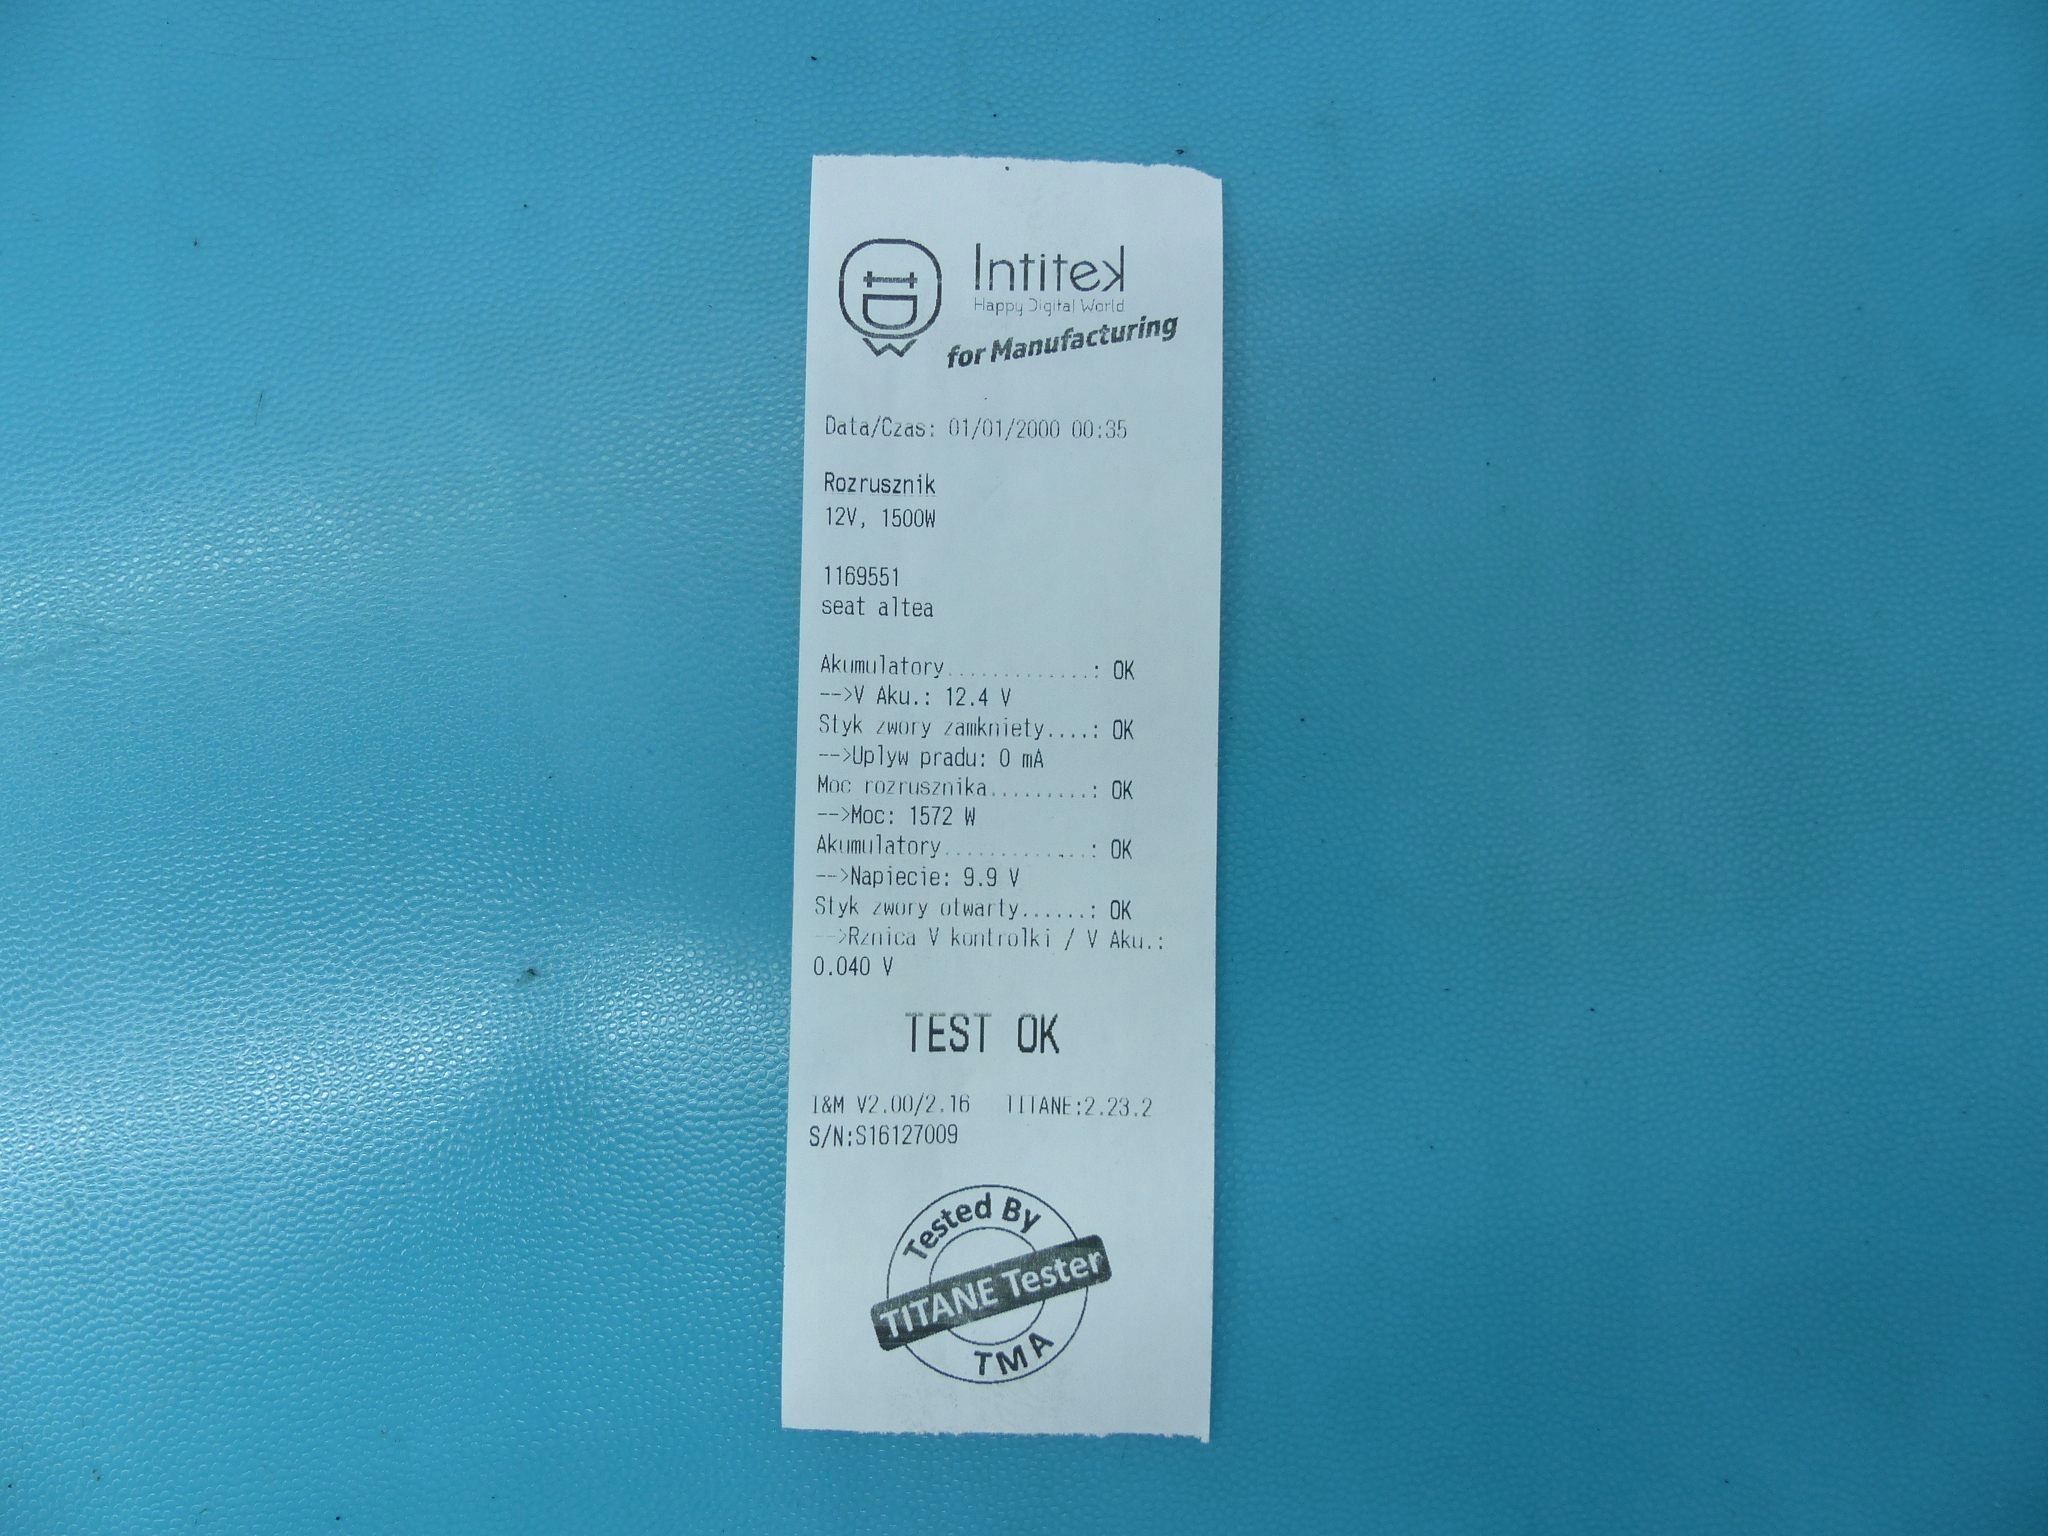 Intitek
Happy Digital World
for Manufacturing
Data/Czas: 01/01/2000 00:35
Rozrusznik
12V, 1500W
1169551
seat altea
Akumulatory.............: OK
-->V Aku.: 12.4 V
Styk zwory zamkniety....: OK
-->Uplyw pradu: 0 mA
Moc rozrusznika.........: OK
-->Moc: 1572 W
Akumulatory.............: OK
-->Napiecie: 9.9 V
Styk zwory otwarty......: OK
-->Rznica V kontrolki / V Aku.:
0.040 V
TEST OK
I&M V2.00/2.16 TITANE:2.23.2
S/N:S16127009
Tested By
TITANE Tester
TMA